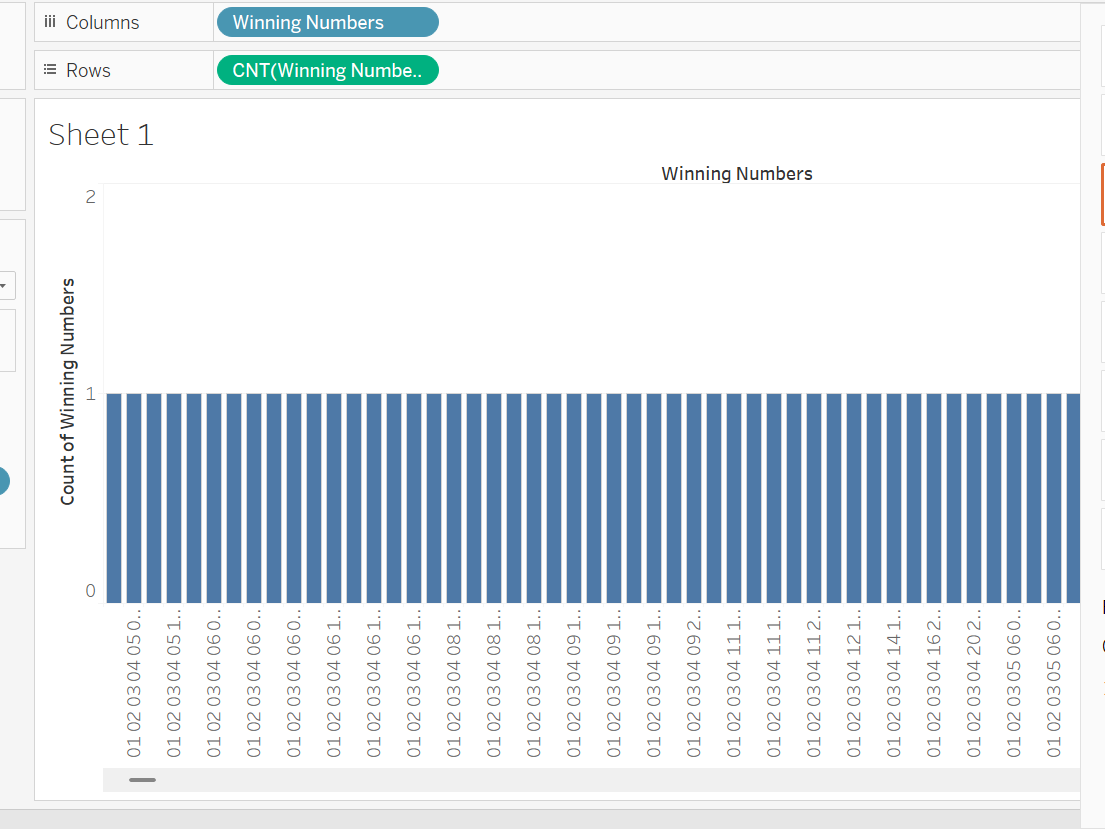 Columns
Winning Numbers
Rows
CNT(Winning Numbe..
Sheet 1
Winning Numbers
2
1
0
Count of Winning Numbers
01 02 03 04 05 0..
01 02 03 04 05 1..
01 02 03 04 06 0..
01 02 03 04 06 0..
01 02 03 04 06 0..
01 02 03 04 06 1..
01 02 03 04 06 1..
01 02 03 04 06 1..
01 02 03 04 08 1..
01 02 03 04 08 1..
01 02 03 04 08 1..
01 02 03 04 09 1..
01 02 03 04 09 1..
01 02 03 04 09 1..
01 02 03 04 09 2..
01 02 03 04 11 1..
01 02 03 04 11 1..
01 02 03 04 11 2..
01 02 03 04 12 1..
01 02 03 04 14 1..
01 02 03 04 16 2..
01 02 03 04 20 2..
01 02 03 05 06 0..
01 02 03 05 06 0..